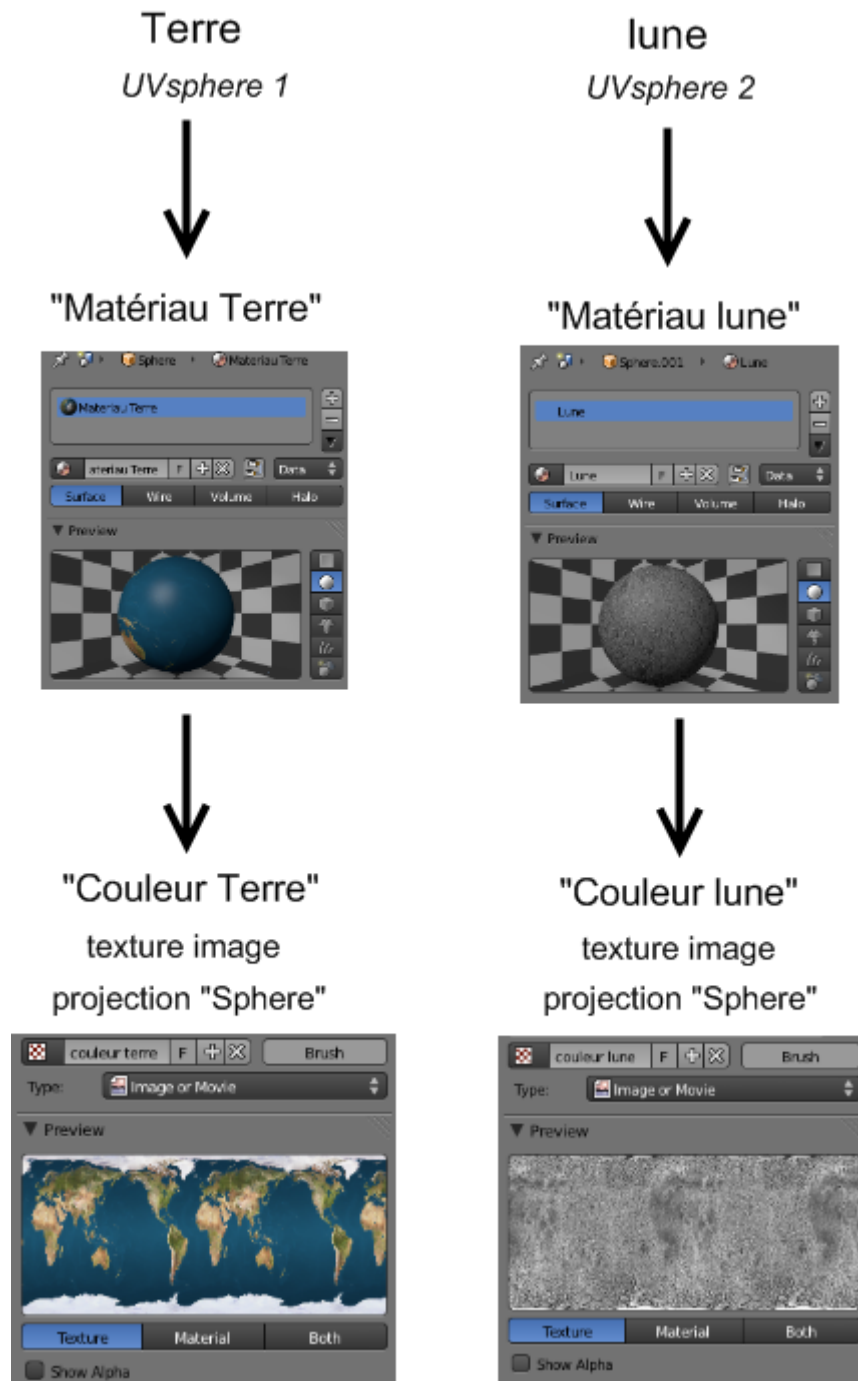 Terre
UVsphere 1
"Matériau Terre"
Sphere Materiau Terre
Materiau Terre
ateriau Terre F Data
Surface Wire Volume Halo
Preview
"Couleur Terre"
texture image
projection "Sphere"
couleur terre F Brush
Type: Image or Movie
Preview
Texture Material Both
Show Alpha
lune
UVsphere 2
"Matériau lune"
Sphere.001 Lune
Lune
Lune F Data
Surface Wire Volume Halo
Preview
"Couleur lune"
texture image
projection "Sphere"
couleur lune F Brush
Type: Image or Movie
Preview
Texture Material Both
Show Alpha